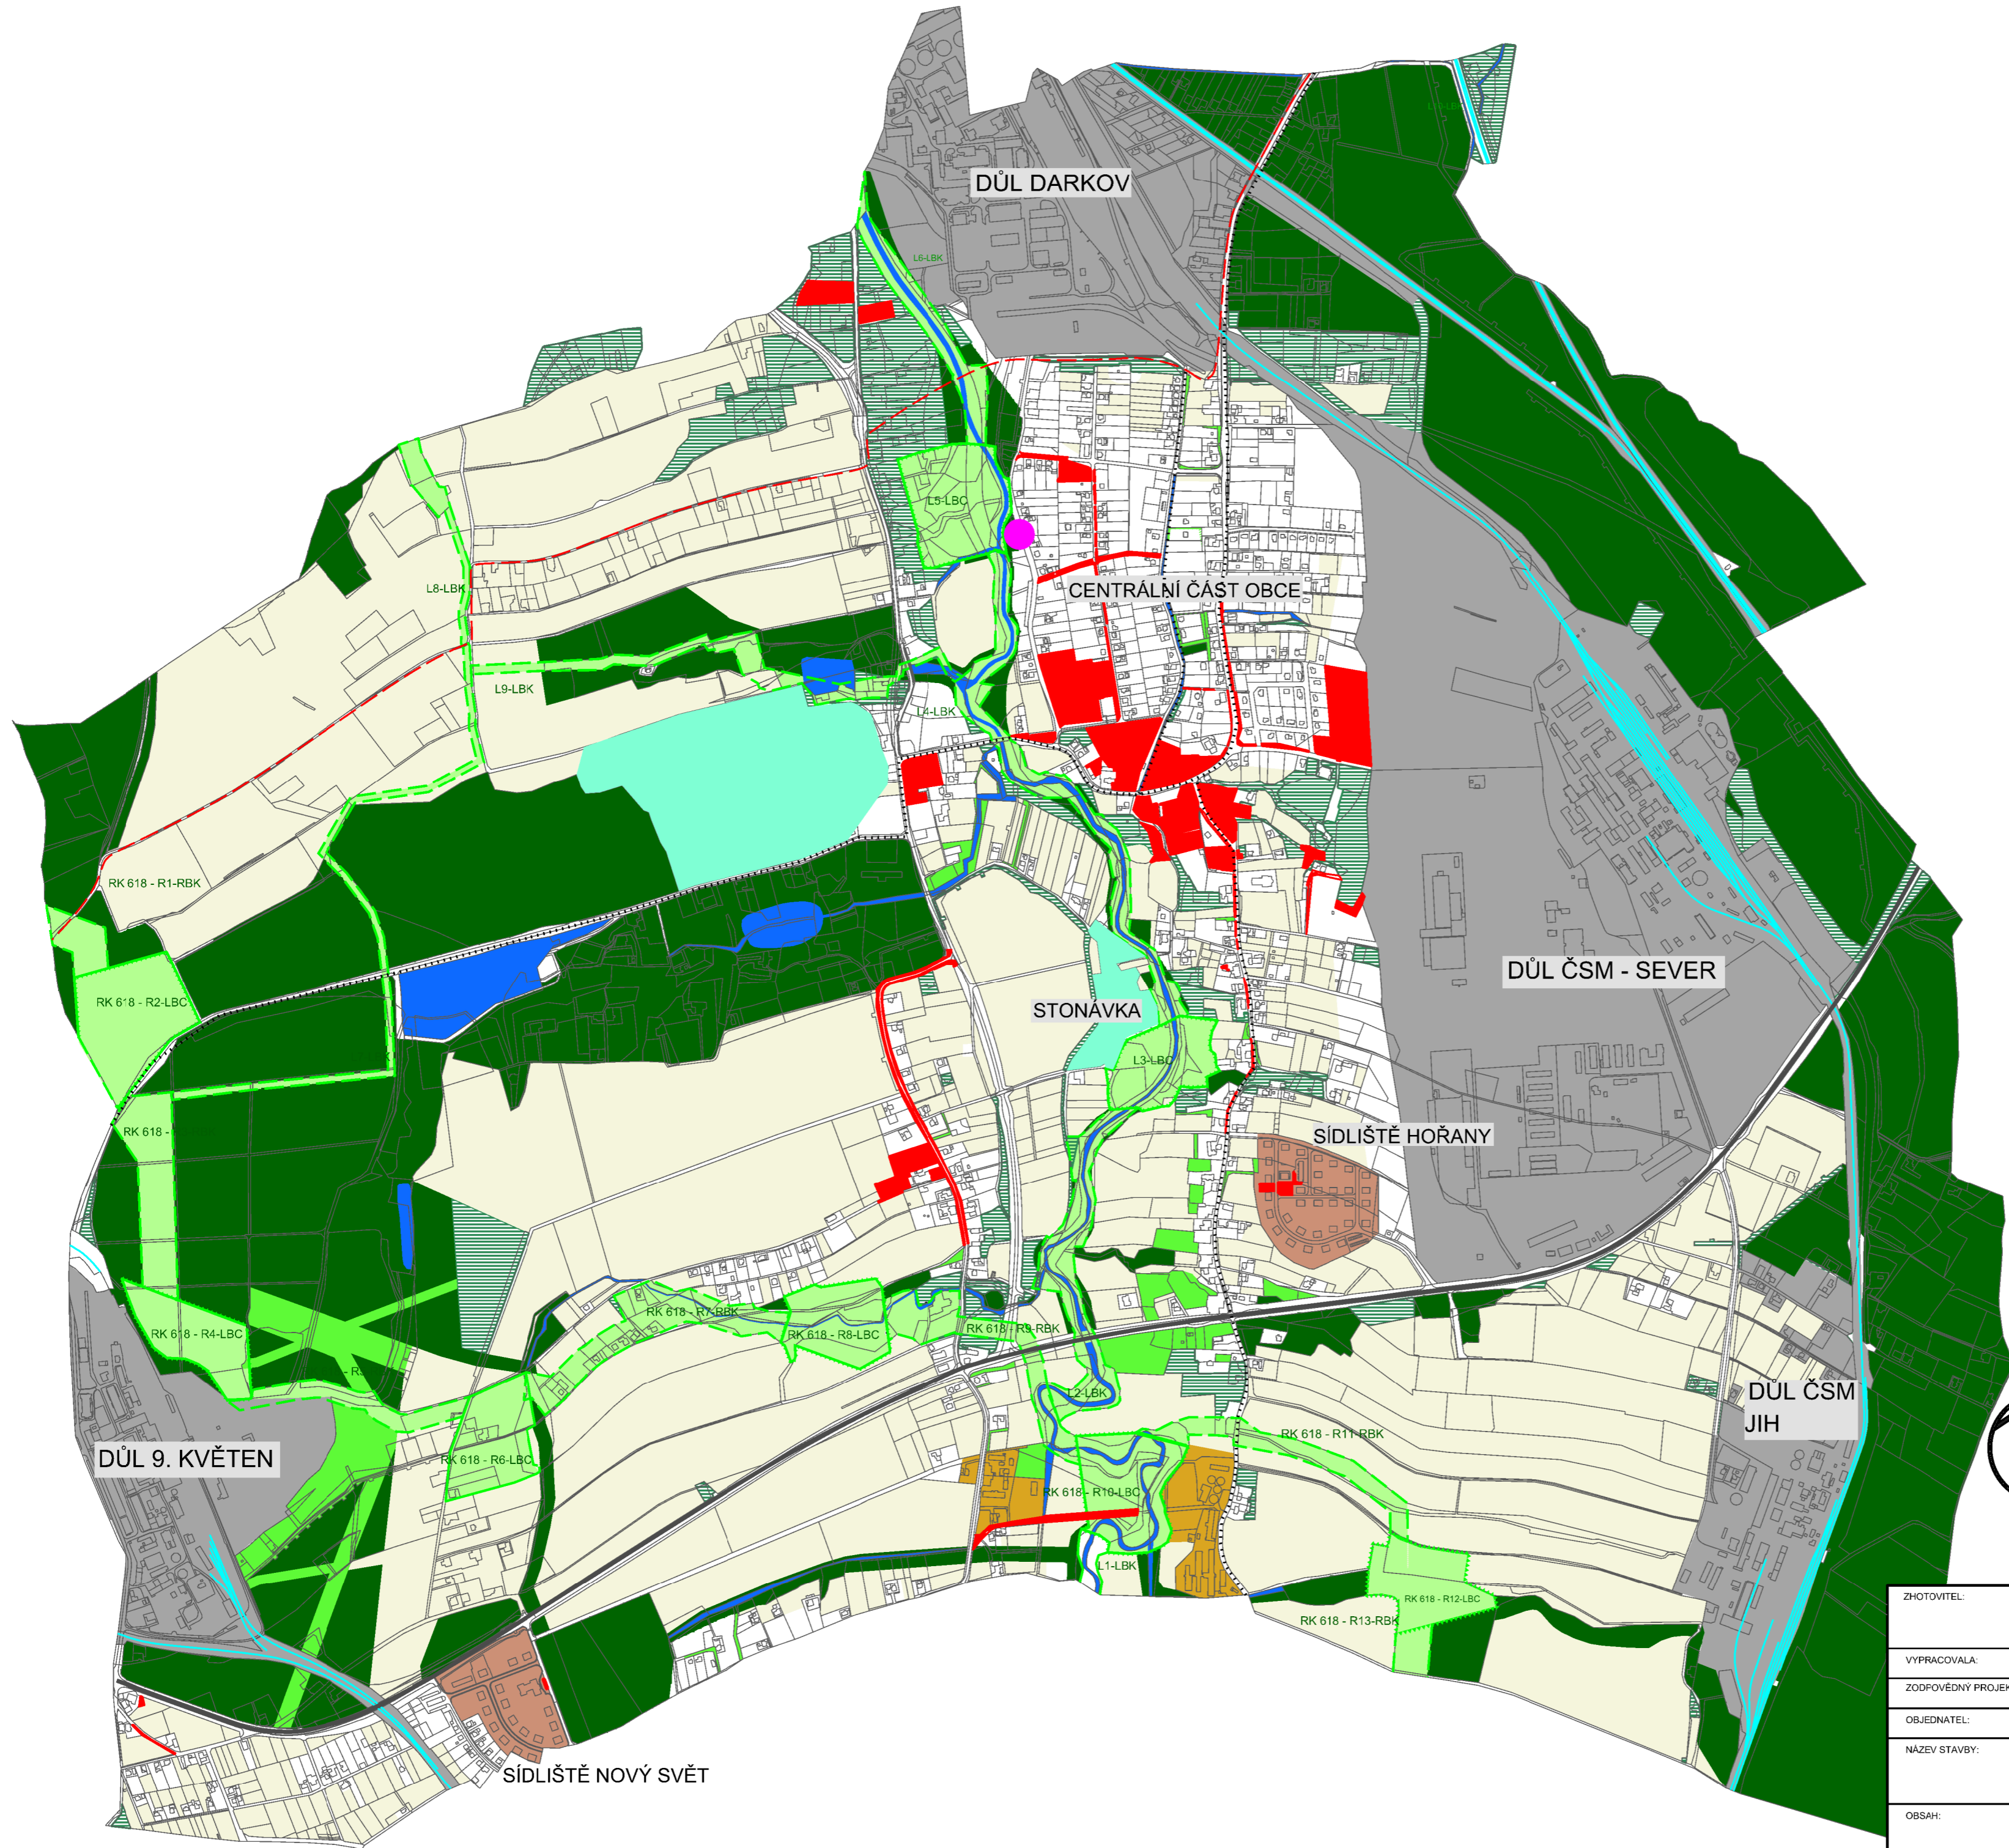 L10-LBK
DŮL DARKOV
L6-LBK
L5-LBC
L8-LBK
CENTRÁLNÍ ČÁST OBCE
L9-LBK
L4-LBK
RK 618 - R1-RBK
DŮL ČSM - SEVER
RK 618 - R2-LBC
STONÁVKA
L3-LBC
RK 618 -
SÍDLIŠTĚ HOŘANY
RK 618 - R7-RBK
RK 618 - R4-LBC
RK 618 - R8-LBC
RK 618 - R9-RBK
L2-LBK
DŮL ČSM
JIH
RK 618 - R11-RBK
DŮL 9. KVĚTEN
RK 618 - R6-LBC
RK 618 - R10-LBC
L1-LBK
RK 618 - R12-LBC
RK 618 - R13-RBK
SÍDLIŠTĚ NOVÝ SVĚT
ZHOTOVITEL:
VYPRACOVALA:
ZODPOVĚDNÝ PROJEK
OBJEDNATEL:
NÁZEV STAVBY:
OBSAH: